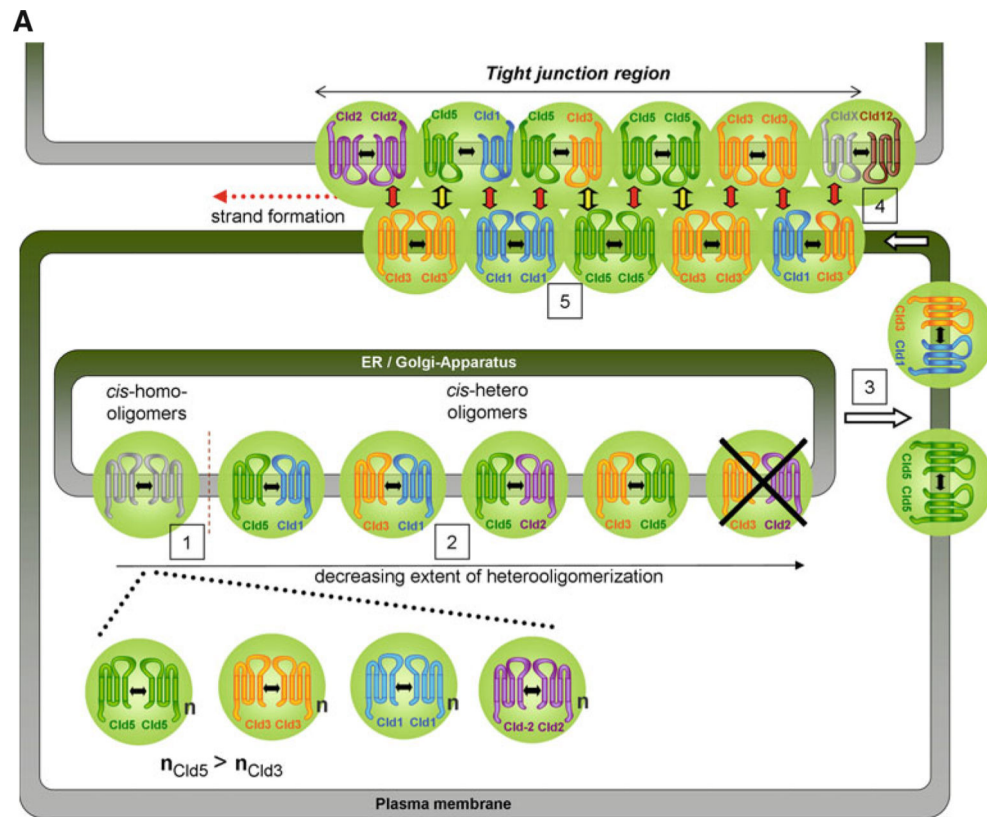 A
Tight junction region
Cld2 Cld2 Cld5 Cld1 Cld5 Cld3 Cld5 Cld5 Cld3 Cld3 CldX Cld12
strand formation
4
Cld3 Cld3 Cld1 Cld1 Cld5 Cld5 Cld3 Cld3 Cld1 Cld3
5
Cld3 Cld1
ER / Golgi-Apparatus
cis-homo-
oligomers
cis-hetero
oligomers
3
Cld5 Cld1 Cld3 Cld1 Cld5 Cld2 Cld3 Cld5 Cld3 Cld2
Cld5 Cld5
1
2
decreasing extent of heterooligomerization
n n n n
Cld5 Cld5 Cld3 Cld3 Cld1 Cld1 Cld-2 Cld2
nCld5 > nCld3
Plasma membrane